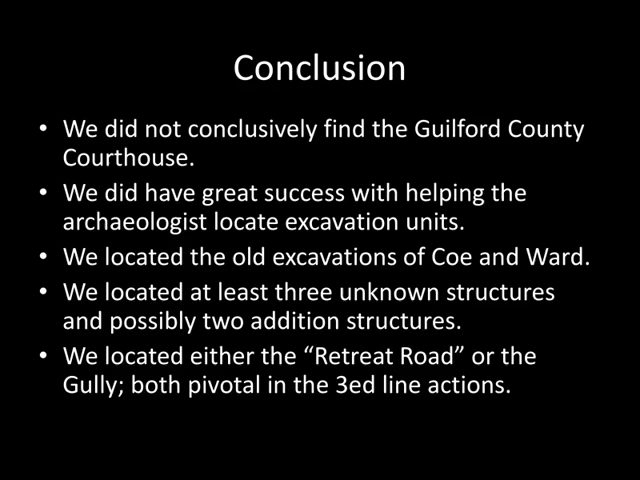 Conclusion
• We did not conclusively find the Guilford County
Courthouse.
• We did have great success with helping the
archaeologist locate excavation units.
• We located the old excavations of Coe and Ward.
• We located at least three unknown structures
and possibly two addition structures.
• We located either the “Retreat Road” or the
Gully; both pivotal in the 3ed line actions.